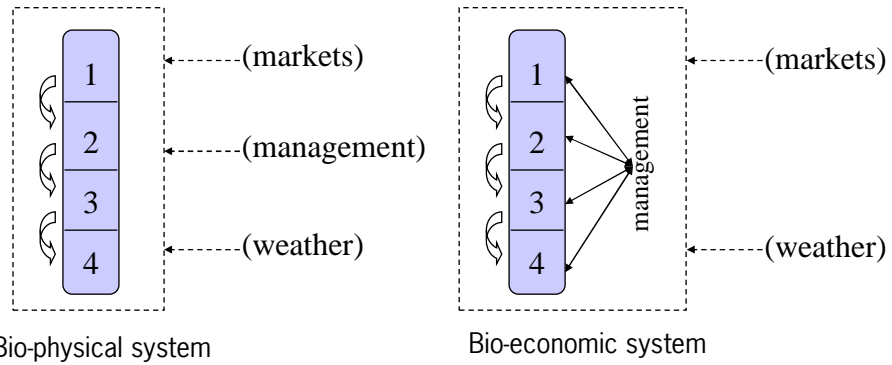 1
2
3
4
(markets)
(management)
(weather)
Bio-physical system
1
2
3
4
management
(markets)
(weather)
Bio-economic system